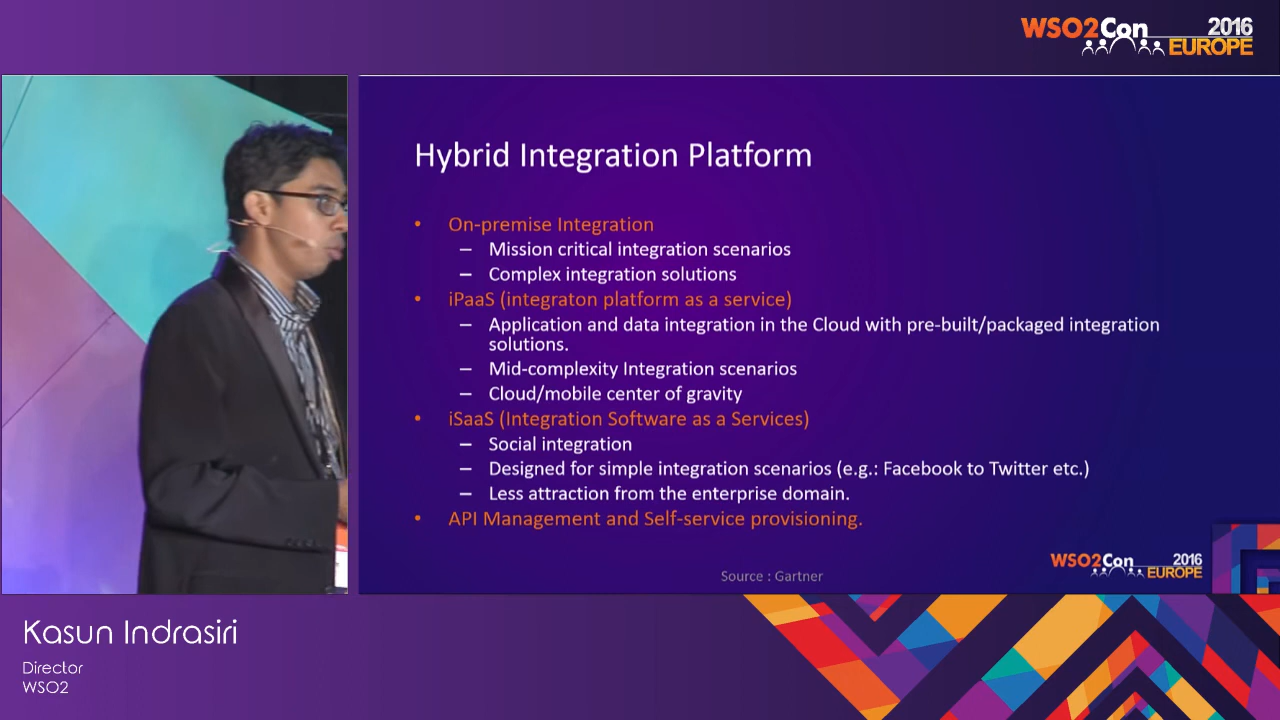 WSO2Con 2016
EUROPE
Hybrid Integration Platform
• On-premise Integration
– Mission critical integration scenarios
– Complex integration solutions
• iPaaS (integraton platform as a service)
– Application and data integration in the Cloud with pre-built/packaged integration
solutions.
– Mid-complexity Integration scenarios
– Cloud/mobile center of gravity
• iSaaS (Integration Software as a Services)
– Social integration
– Designed for simple integration scenarios (e.g.: Facebook to Twitter etc.)
– Less attraction from the enterprise domain.
• API Management and Self-service provisioning.
WSO2Con 2016
EUROPE
Source : Gartner
Kasun Indrasiri
Director
WSO2